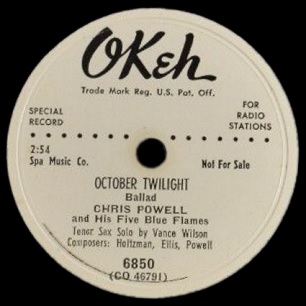 OKeh
Trade Mark Reg. U.S. Pat. Off.
SPECIAL
RECORD
FOR
RADIO
STATIONS
2:54
Spa Music Co.
Not For Sale
OCTOBER TWILIGHT
Ballad
CHRIS POWELL
and His Five Blue Flames
Tenor Sax Solo by Vance Wilson
Composers: Holtzman, Ellis, Powell
6850
(CO 46791)